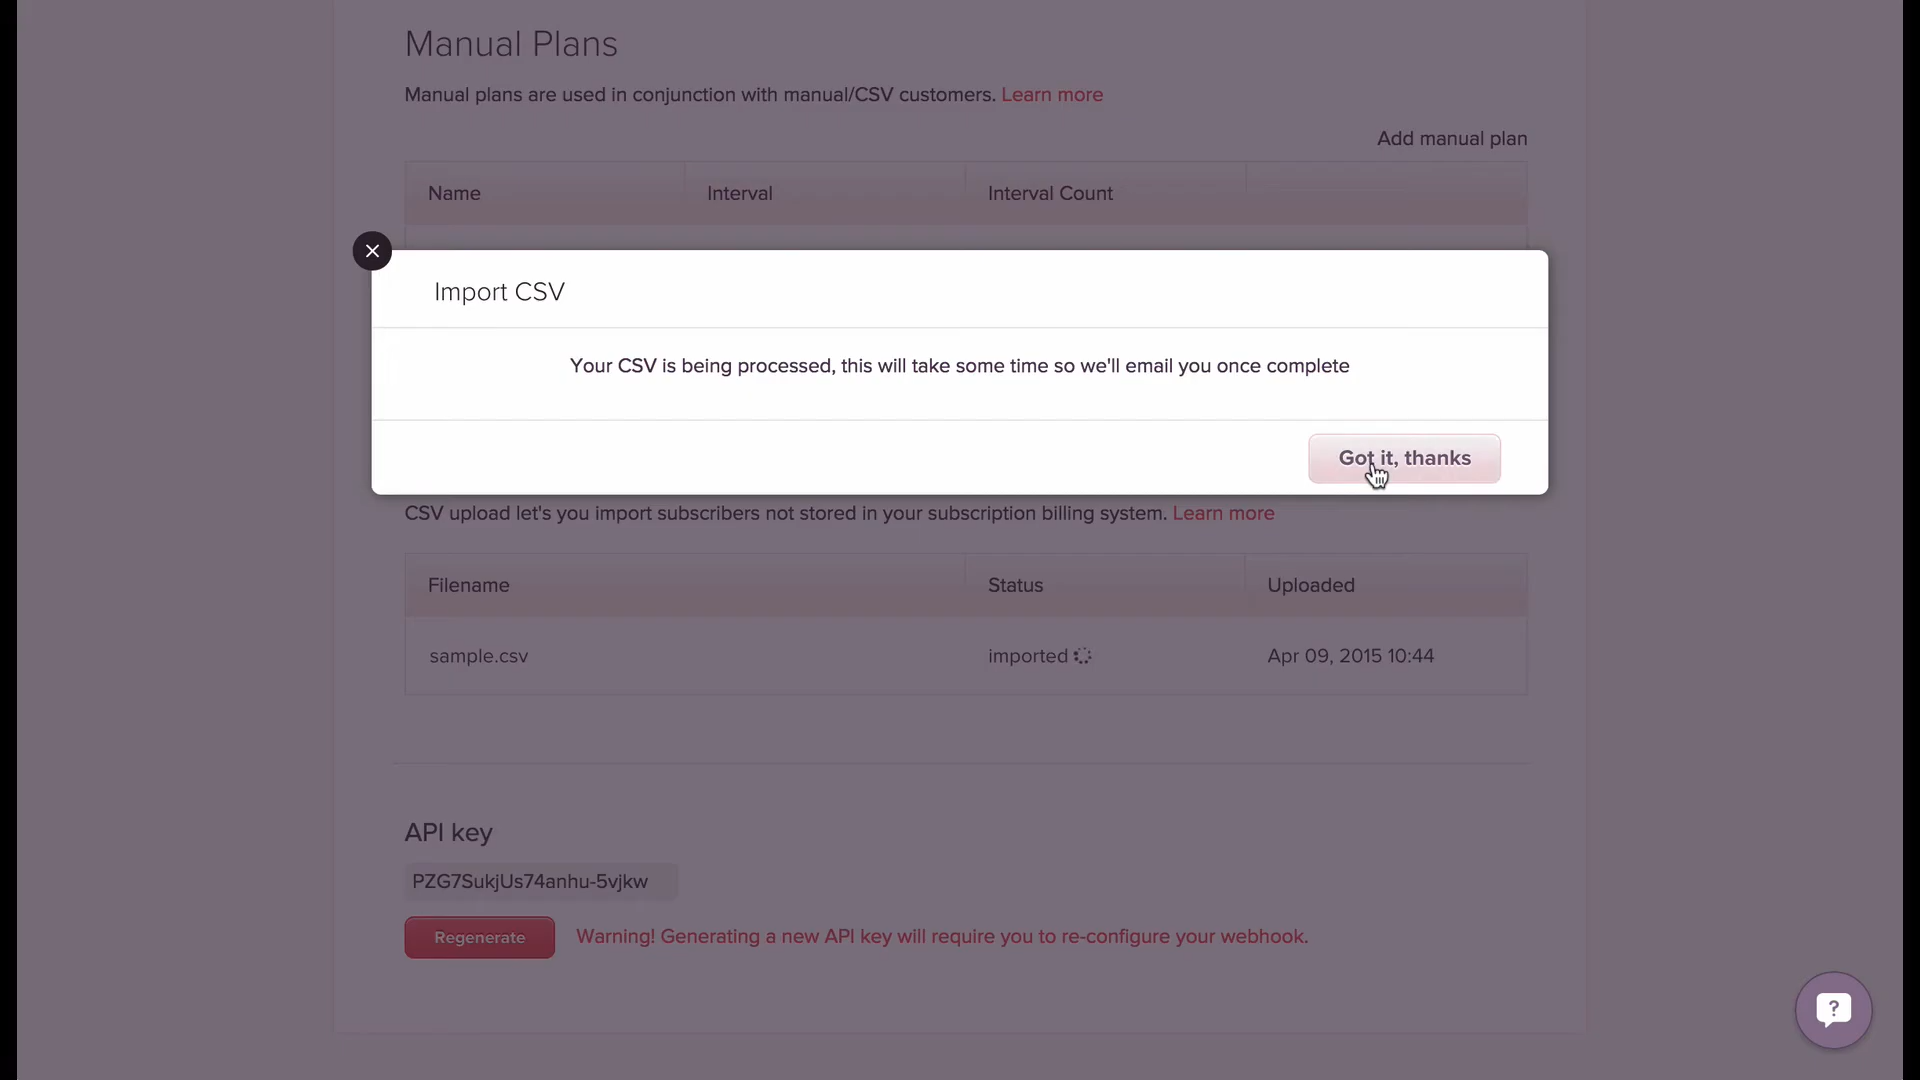 Manual Plans
Manual plans are used in conjunction with manual/CSV customers. Learn more
Add manual plan
Name Interval Interval Count
Import CSV
Your CSV is being processed, this will take some time so we'll email you once complete
Got it, thanks
CSV upload let's you import subscribers not stored in your subscription billing system. Learn more
Filename Status Uploaded
sample.csv imported Apr 09, 2015 10:44
API key
PZG7SukjUs74anhu-5vjkw
Regenerate Warning! Generating a new API key will require you to re-configure your webhook.
?